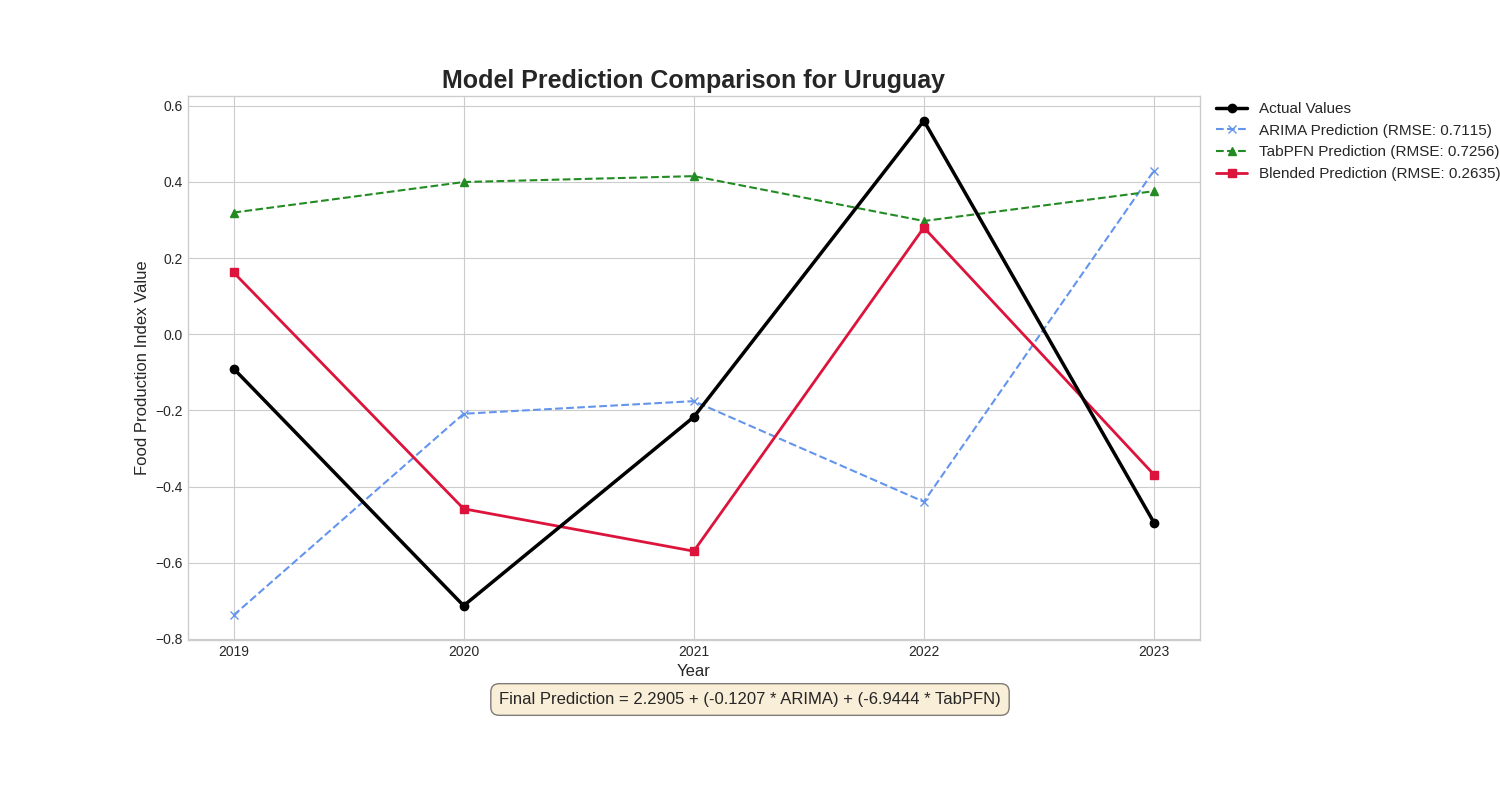 Model Prediction Comparison for Uruguay
Actual Values
ARIMA Prediction (RMSE: 0.7115)
TabPFN Prediction (RMSE: 0.7256)
Blended Prediction (RMSE: 0.2635)
Food Production Index Value
0.6
0.4
0.2
0.0
−0.2
−0.4
−0.6
−0.8
2019 2020 2021 2022 2023
Year
Final Prediction = 2.2905 + (-0.1207 * ARIMA) + (-6.9444 * TabPFN)